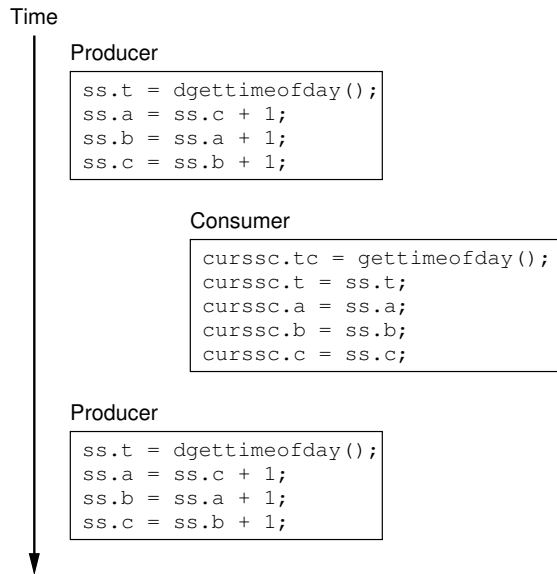 Time
Producer
ss.t = dgettimeofday();
ss.a = ss.c + 1;
ss.b = ss.a + 1;
ss.c = ss.b + 1;
Consumer
curssc.tc = gettimeofday();
curssc.t = ss.t;
curssc.a = ss.a;
curssc.b = ss.b;
curssc.c = ss.c;
Producer
ss.t = dgettimeofday();
ss.a = ss.c + 1;
ss.b = ss.a + 1;
ss.c = ss.b + 1;